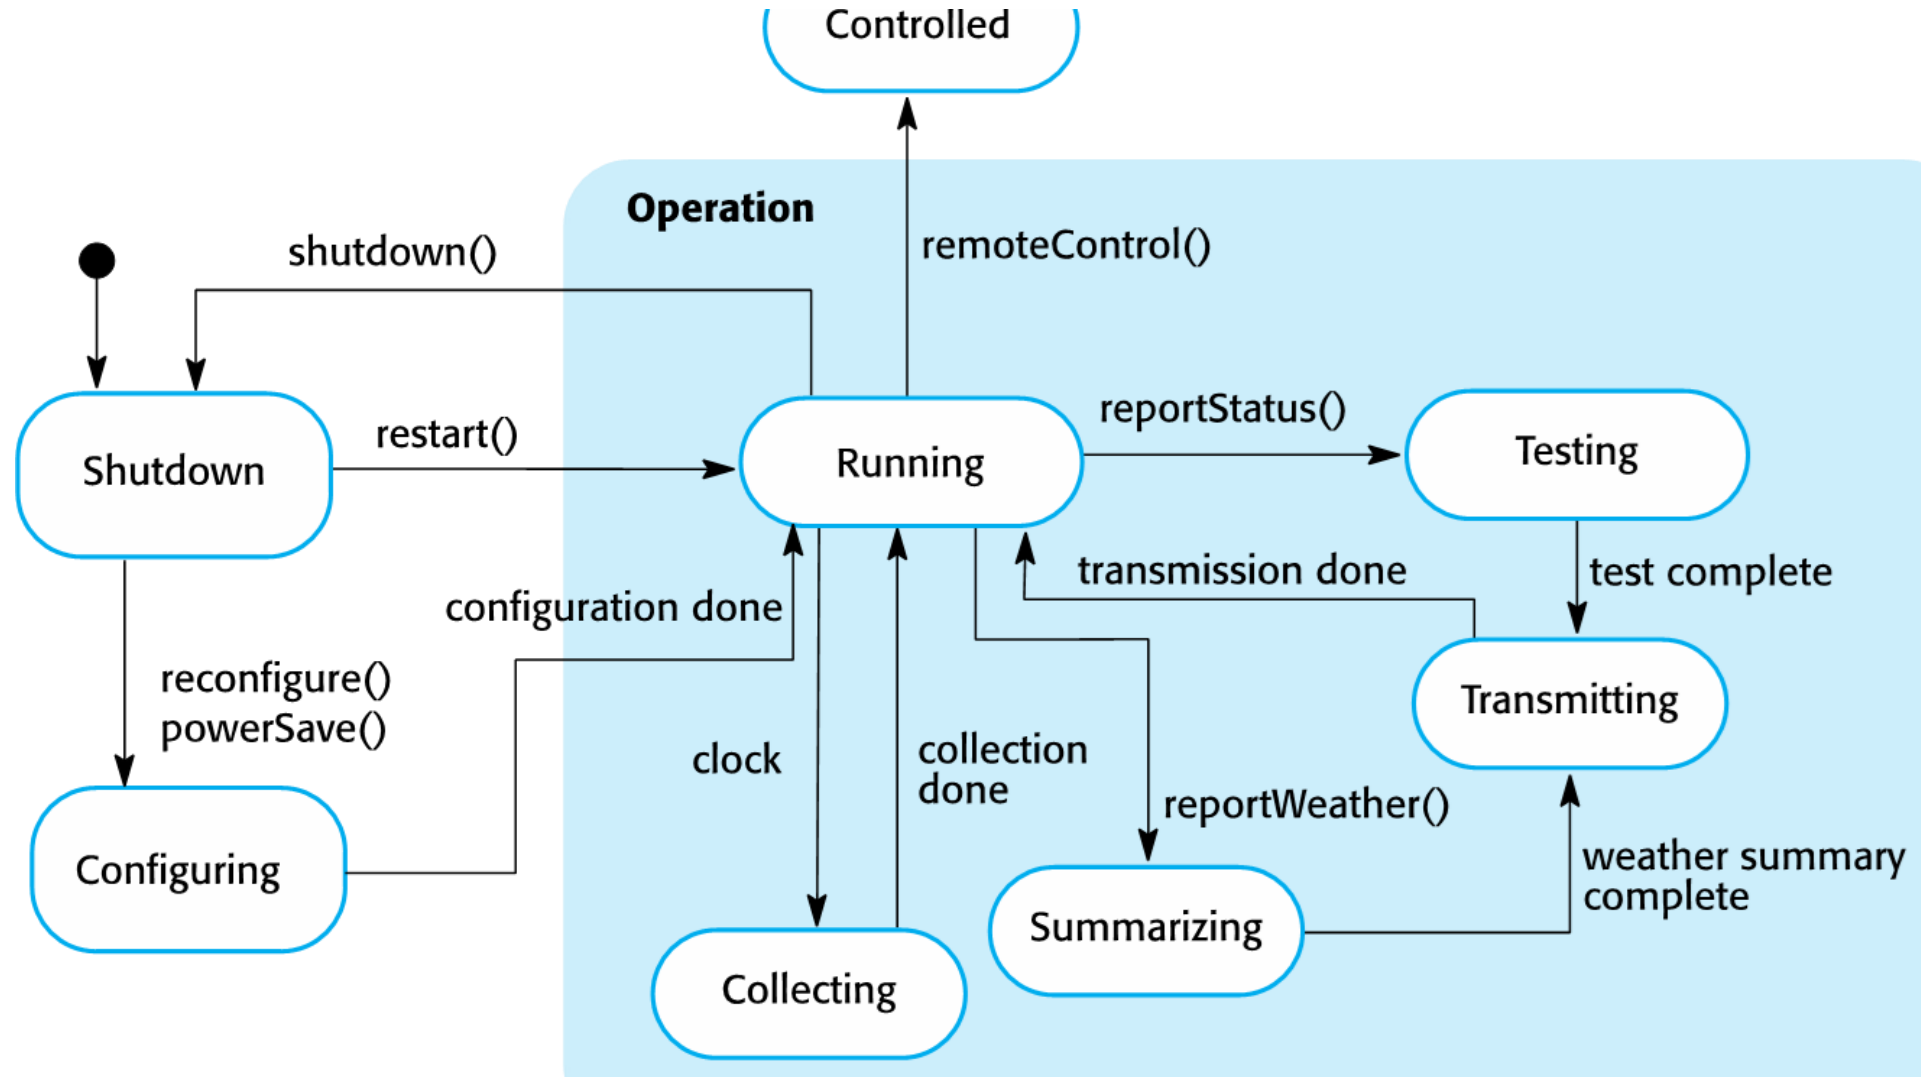 Controlled
Operation
shutdown()
remoteControl()
restart()
reportStatus()
Shutdown
Running
Testing
transmission done
test complete
configuration done
reconfigure()
powerSave()
Transmitting
clock
collection
done
reportWeather()
weather summary
complete
Configuring
Summarizing
Collecting